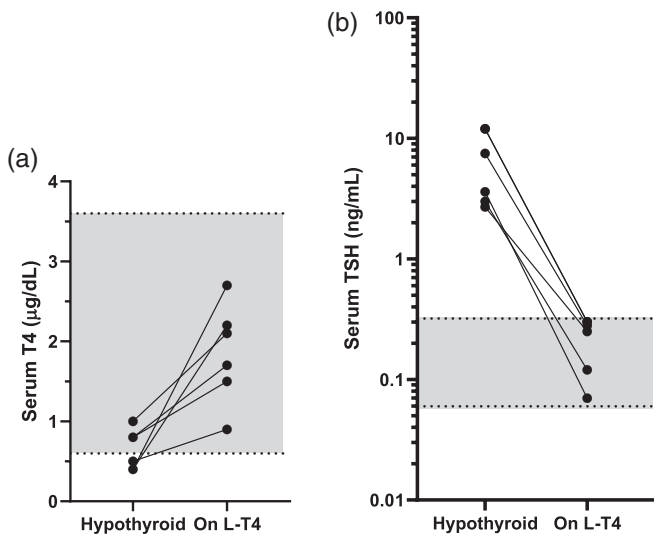 (a)
Serum T4 (μg/dL)
4
3
2
1
0
Hypothyroid On L-T4
(b)
Serum TSH (ng/mL)
100
10
1
0.1
0.01
Hypothyroid On L-T4